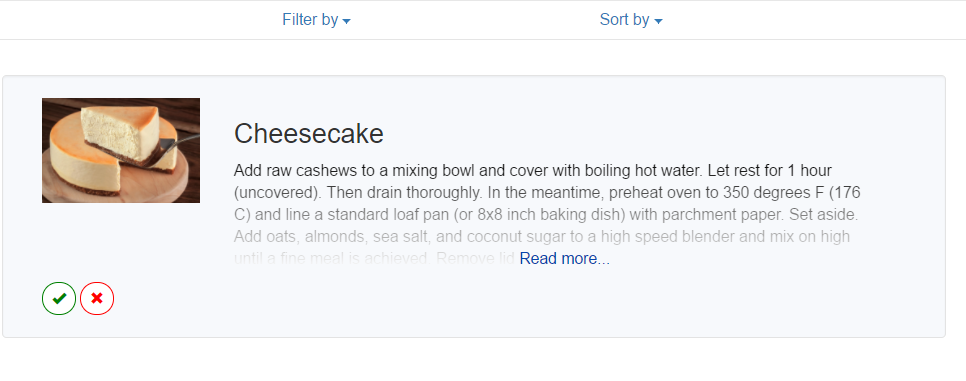 Filter by
Sort by
Cheesecake
Add raw cashews to a mixing bowl and cover with boiling hot water. Let rest for 1 hour
(uncovered). Then drain thoroughly. In the meantime, preheat oven to 350 degrees F (176
C) and line a standard loaf pan (or 8x8 inch baking dish) with parchment paper. Set aside.
Add oats, almonds, sea salt, and coconut sugar to a high speed blender and mix on high
until a fine meal is achieved. Remove lid Read more...